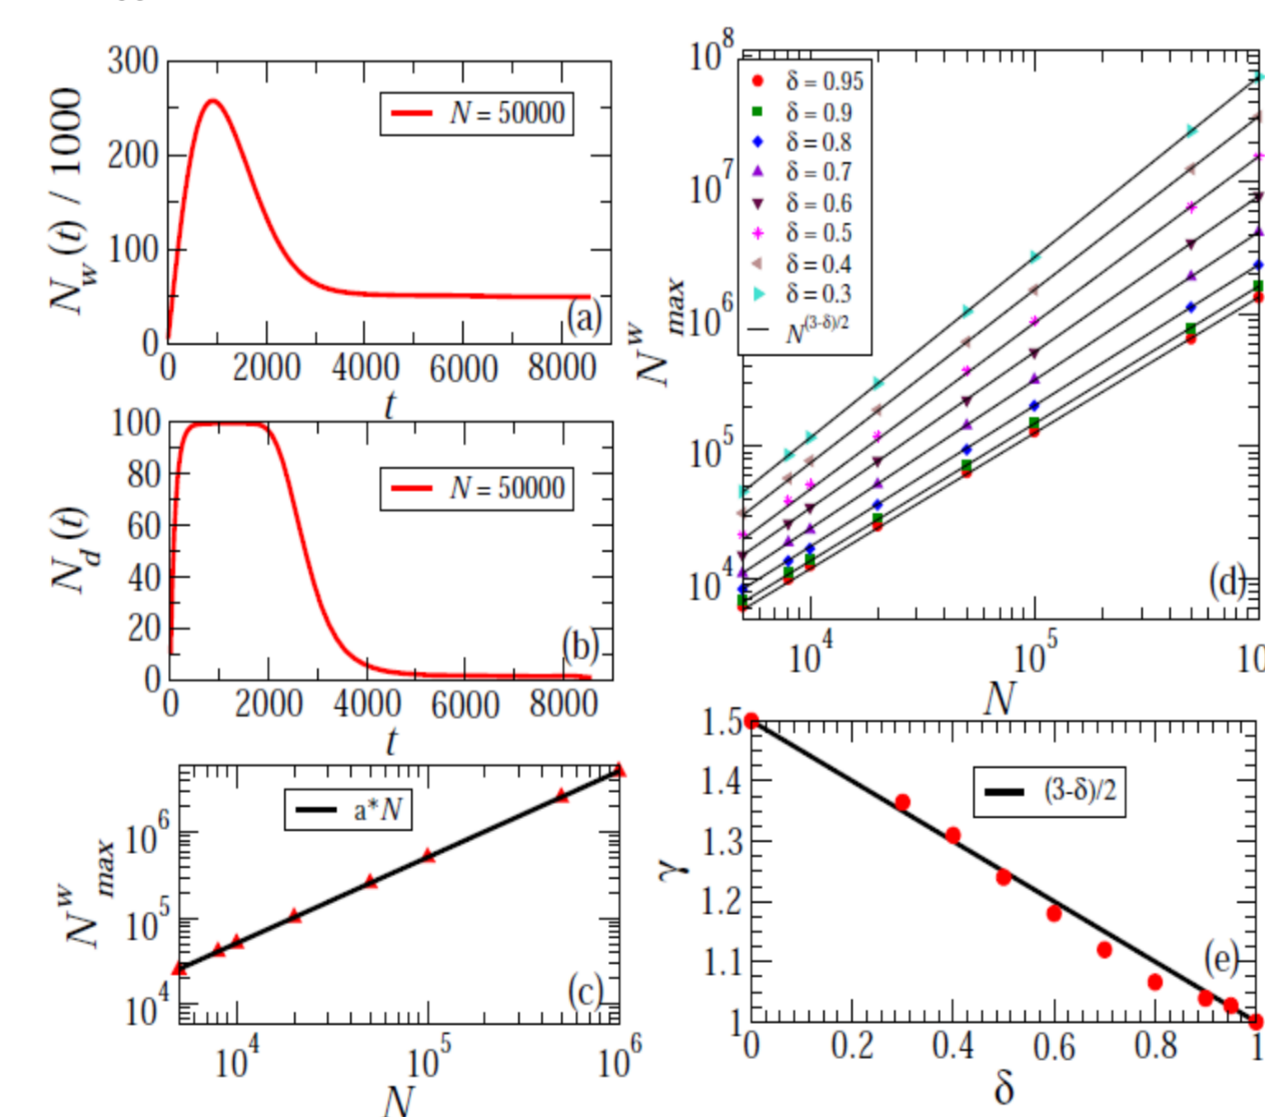 300
200
100
0
N_w(t) / 1000
N = 50000
(a)
0 2000 4000 6000 8000
t
100
80
60
40
20
0
N_d(t)
N = 50000
(b)
0 2000 4000 6000 8000
t
10^6
10^5
10^4
N^w_max
a*N
(c)
10^4 10^5 10^6
N
10^8
10^7
10^6
10^5
10^4
N^w_max
δ = 0.95
δ = 0.9
δ = 0.8
δ = 0.7
δ = 0.6
δ = 0.5
δ = 0.4
δ = 0.3
N^(3-δ)/2
(d)
10^4 10^5 10
N
1.5
1.4
1.3
1.2
1.1
1
γ
(3-δ)/2
(e)
0 0.2 0.4 0.6 0.8 1
δ